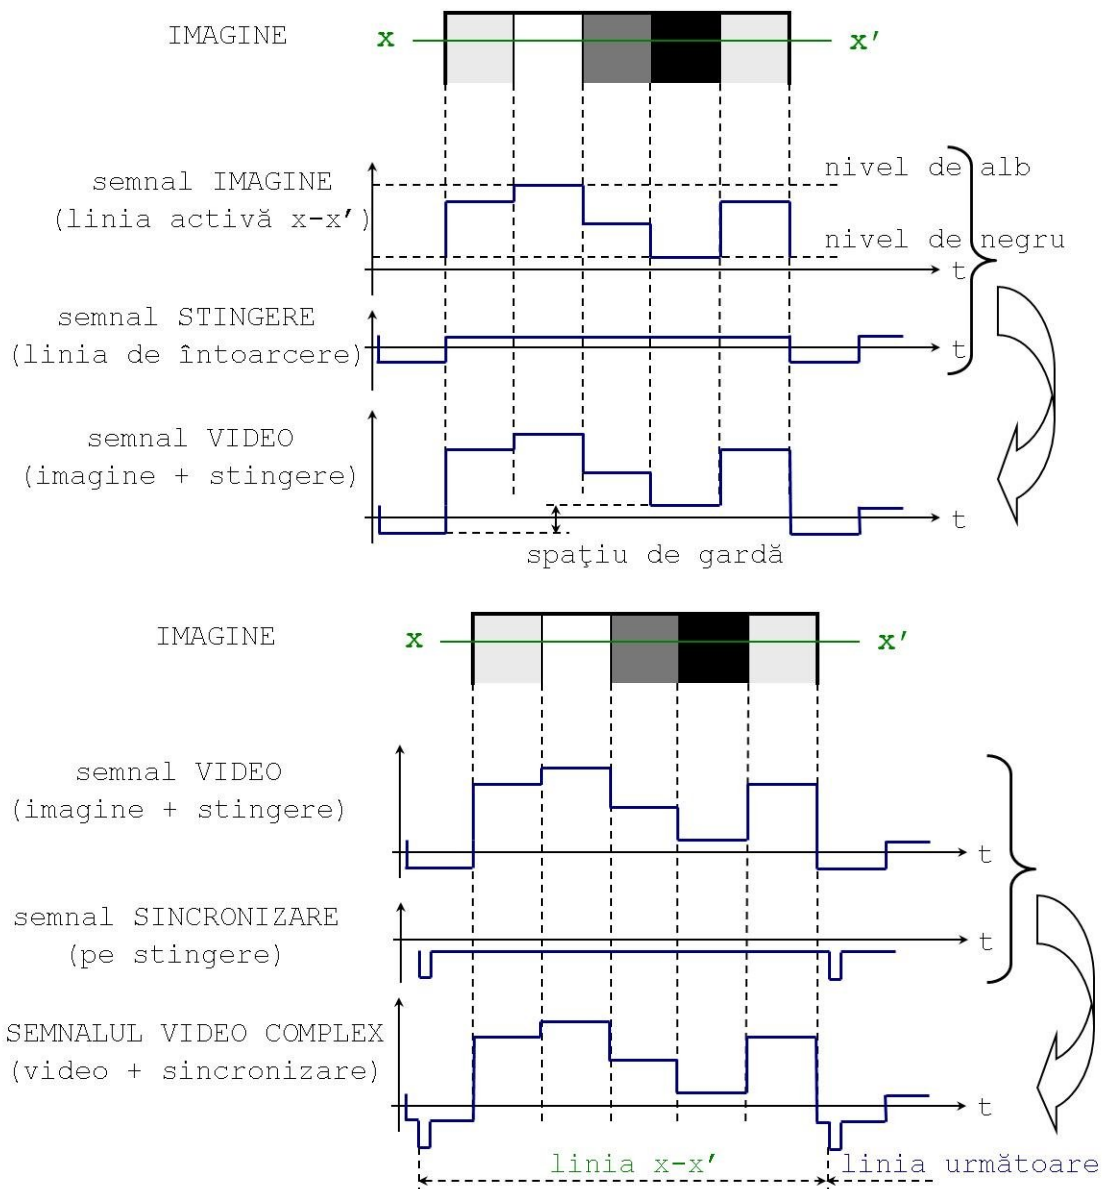 IMAGINE
x
x′
semnal IMAGINE
(linia activă x-x′)
nivel de alb
nivel de negru
t
semnal STINGERE
(linia de întoarcere)
t
semnal VIDEO
(imagine + stingere)
t
spaţiu de gardă
IMAGINE
x
x′
semnal VIDEO
(imagine + stingere)
t
semnal SINCRONIZARE
(pe stingere)
t
SEMNALUL VIDEO COMPLEX
(video + sincronizare)
t
linia x-x′
linia următoare